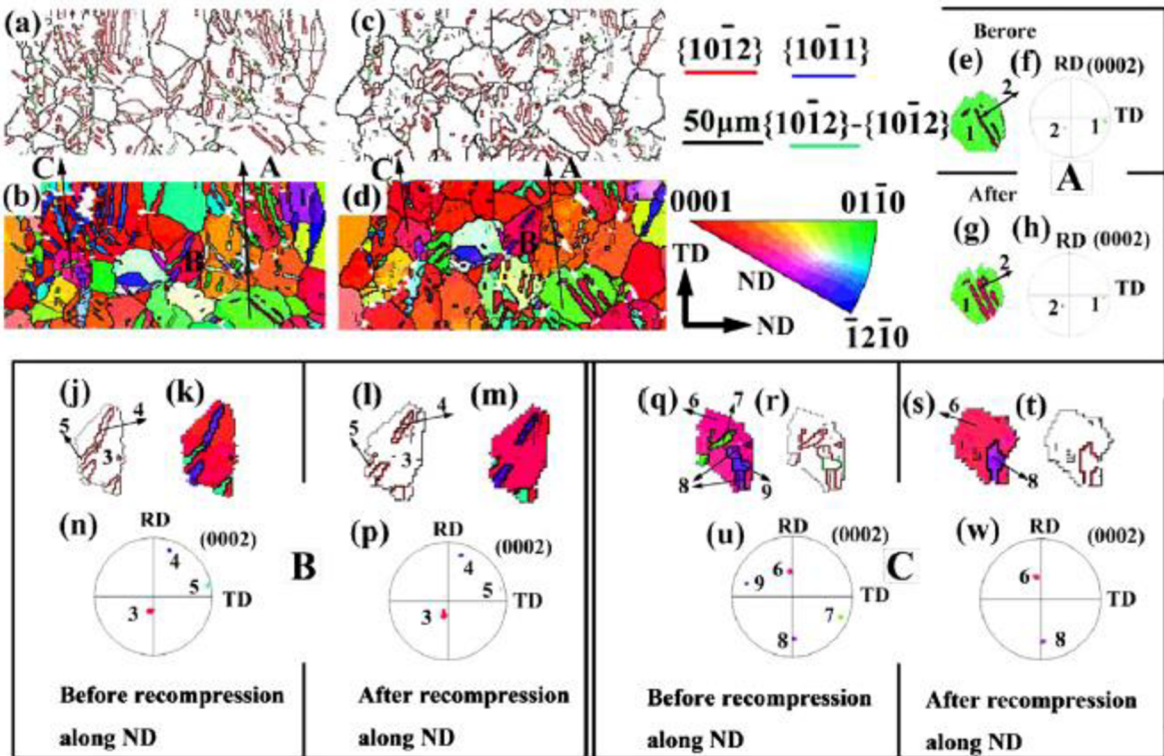 (a)
(c)
{101̄2} {101̄1}
50μm {101̄2}-{101̄2}
Berore
(e) (f) RD (0002)
2
1
2
1
TD
A
C
A
C
A
(b)
(d)
B
B
0001
011̄0
1̄21̄0
TD
ND
ND
After
(g) (h) RD (0002)
2
1
2
1
TD
(j) (k)
5
4
3
(l) (m)
5
4
3
(n) RD (0002)
4
5
TD
3
B
(p) RD (0002)
4
5
TD
3
Before recompression
along ND
After recompression
along ND
(q) (r)
6
7
8
9
(s) (t)
6
8
(u) RD (0002)
6
9
TD
7
8
C
(w) RD (0002)
6
TD
8
Before recompression
along ND
After recompression
along ND